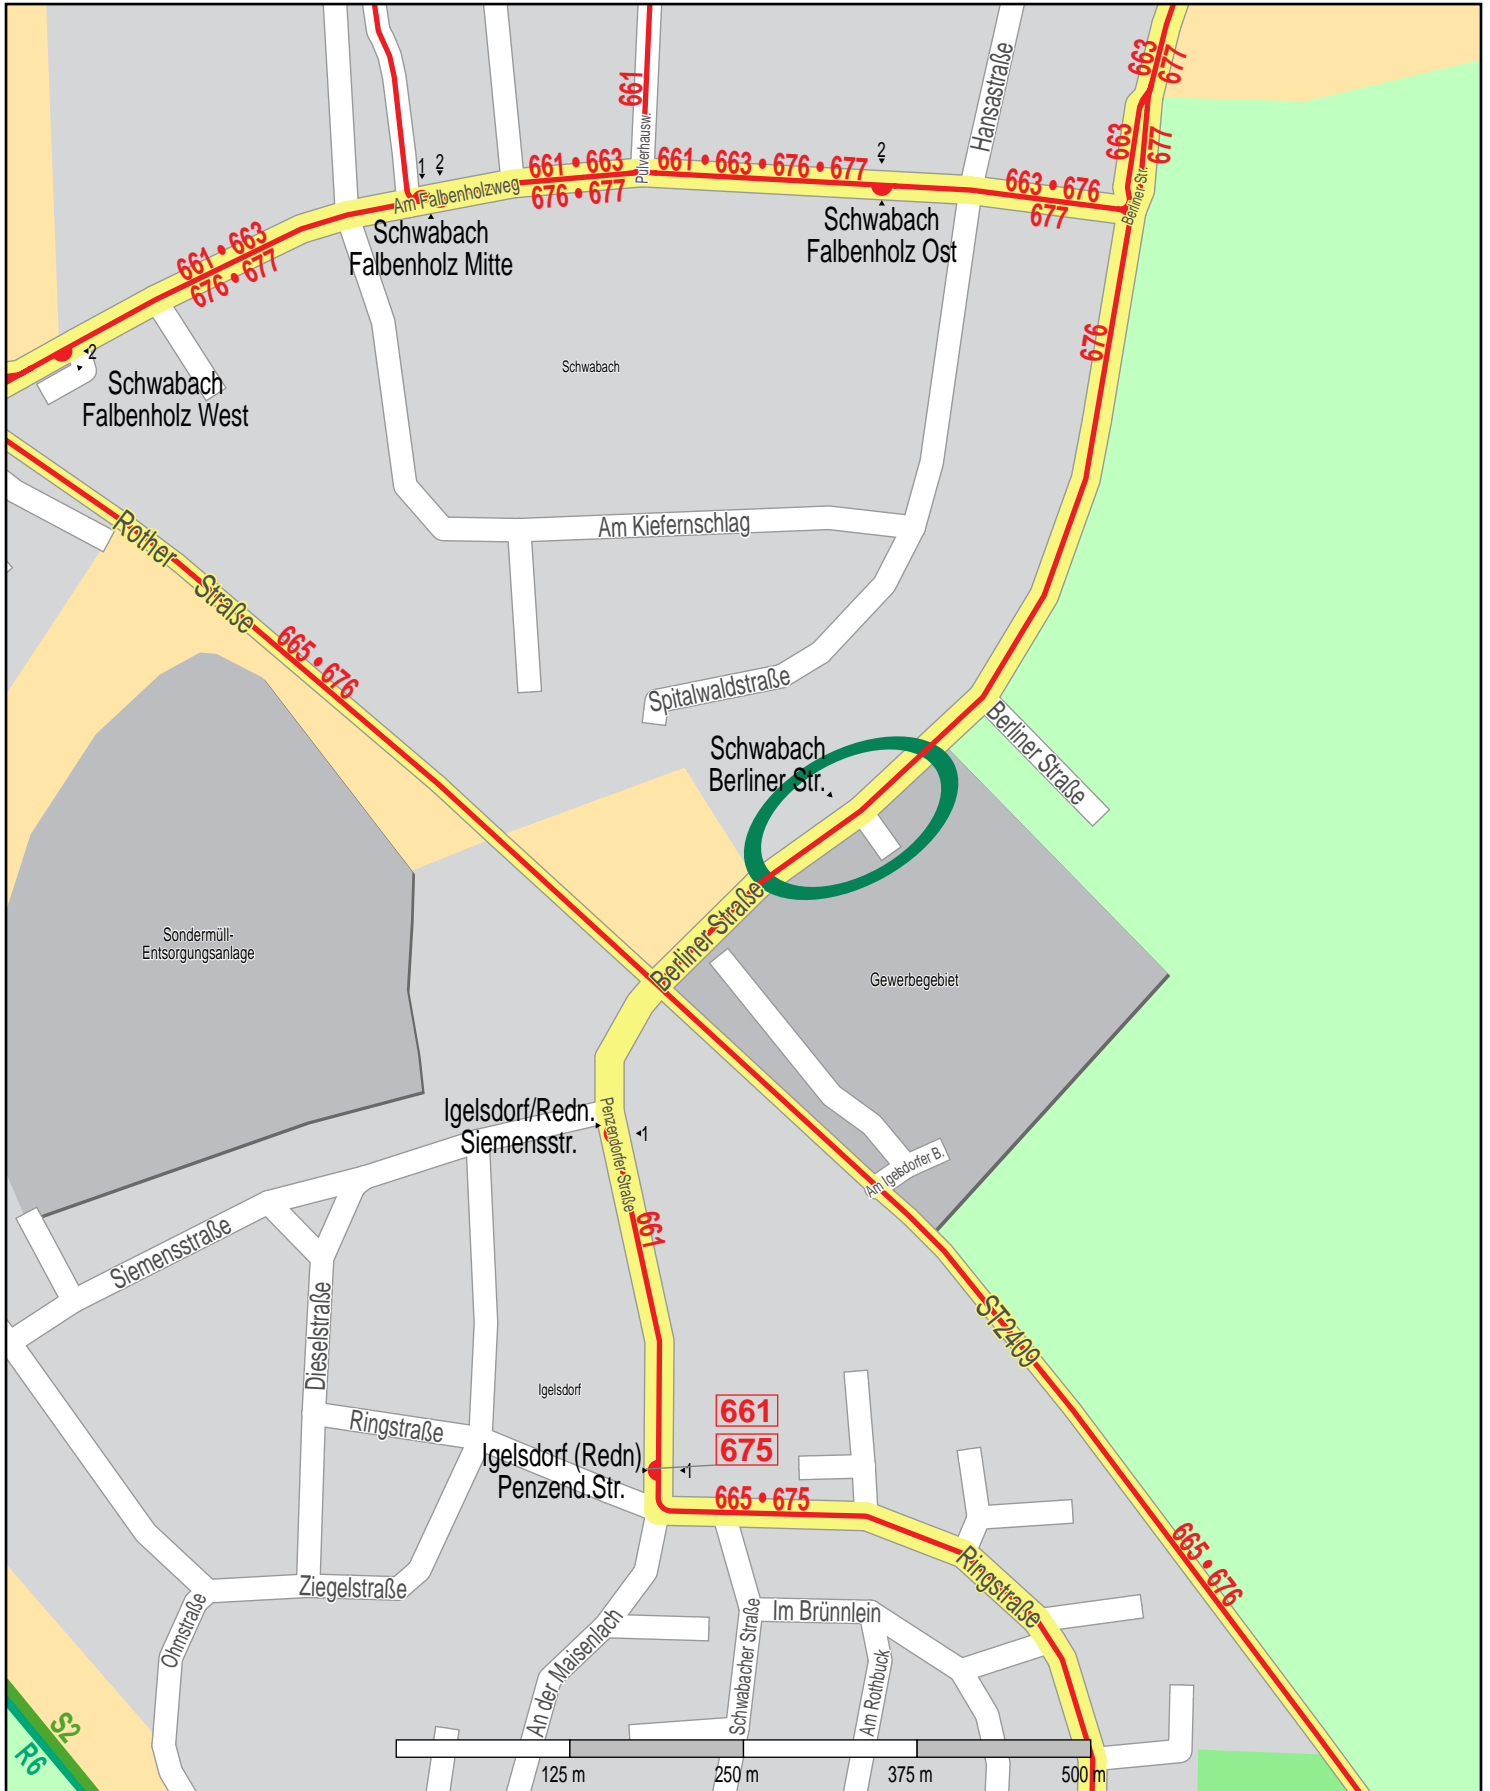 663
677
Hansastraße
661
Pulverhausw.
1
2
661 • 663
676 • 677
661 • 663 • 676 • 677
2
663
677
663 • 676
677
Berliner Str.
Am Falbenholzweg
Schwabach
Falbenholz Mitte
Schwabach
Falbenholz Ost
661 • 663
676 • 677
676
2
Schwabach
Falbenholz West
Schwabach
Am Kiefernschlag
Rother Straße
665 • 676
Spitalwaldstraße
Schwabach
Berliner Str.
Berliner Straße
Berliner Straße
Sondermüll-
Entsorgungsanlage
Gewerbegebiet
Igelsdorf/Redn.
Siemensstr.
1
Penzendorfer Straße
Am Igelsdorfer B.
661
Siemensstraße
Dieselstraße
ST2409
Igelsdorf
661
675
Ringstraße
Igelsdorf (Redn)
Penzend.Str.
1
665 • 675
665 • 676
Ringstraße
Ziegelstraße
Im Brünnlein
Ohmstraße
An der Maisenlach
Schwabacher Straße
Am Rothbuck
S2
R6
125 m
250 m
375 m
500 m